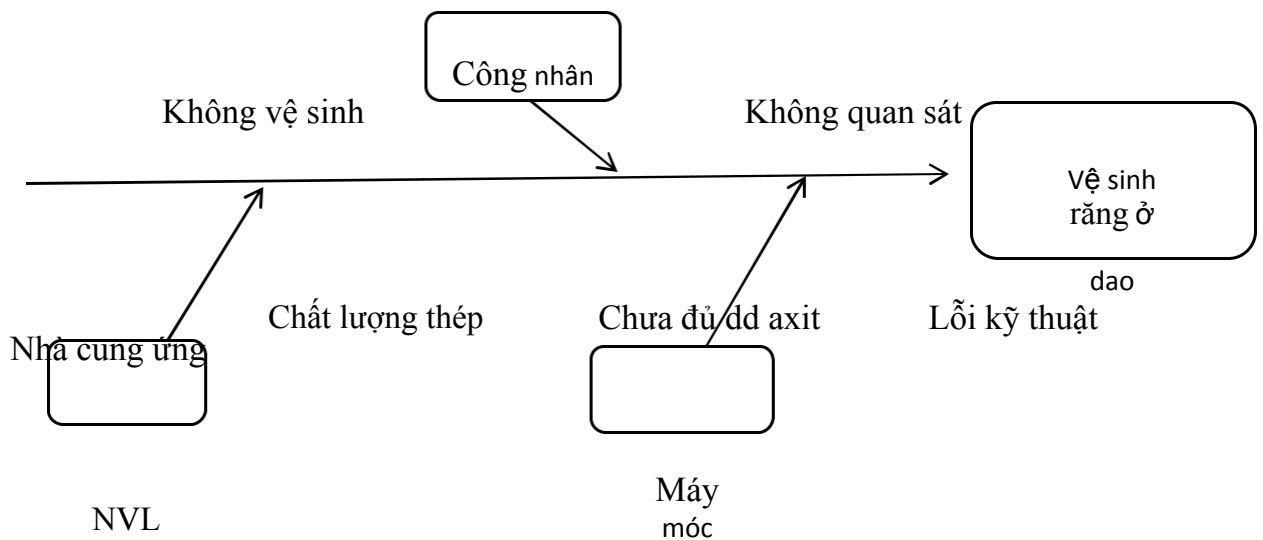 Công nhân
Không vệ sinh
Không quan sát
Vệ sinh
răng ở
dao
Chất lượng thép
Chưa đủ dd axit
Lỗi kỹ thuật
Nhà cung ứng
Máy
móc
NVL